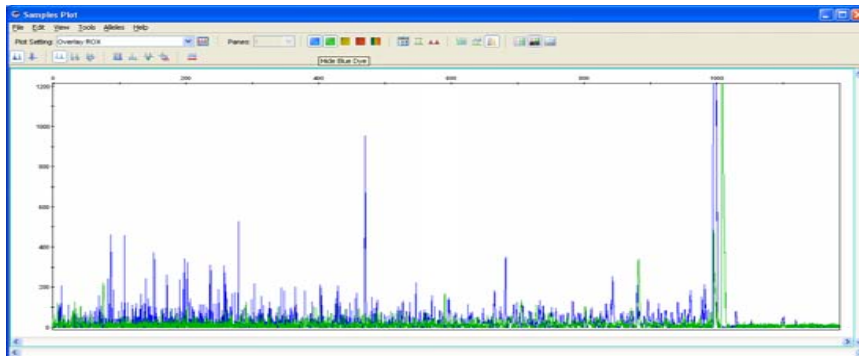 Samples Plot
File Edit View Tools Alleles Help
Plot Setting: Overlay ROX Panes:
Hide Blue Dye
0 200 400 600 800 1000
1200
1000
800
600
400
200
0